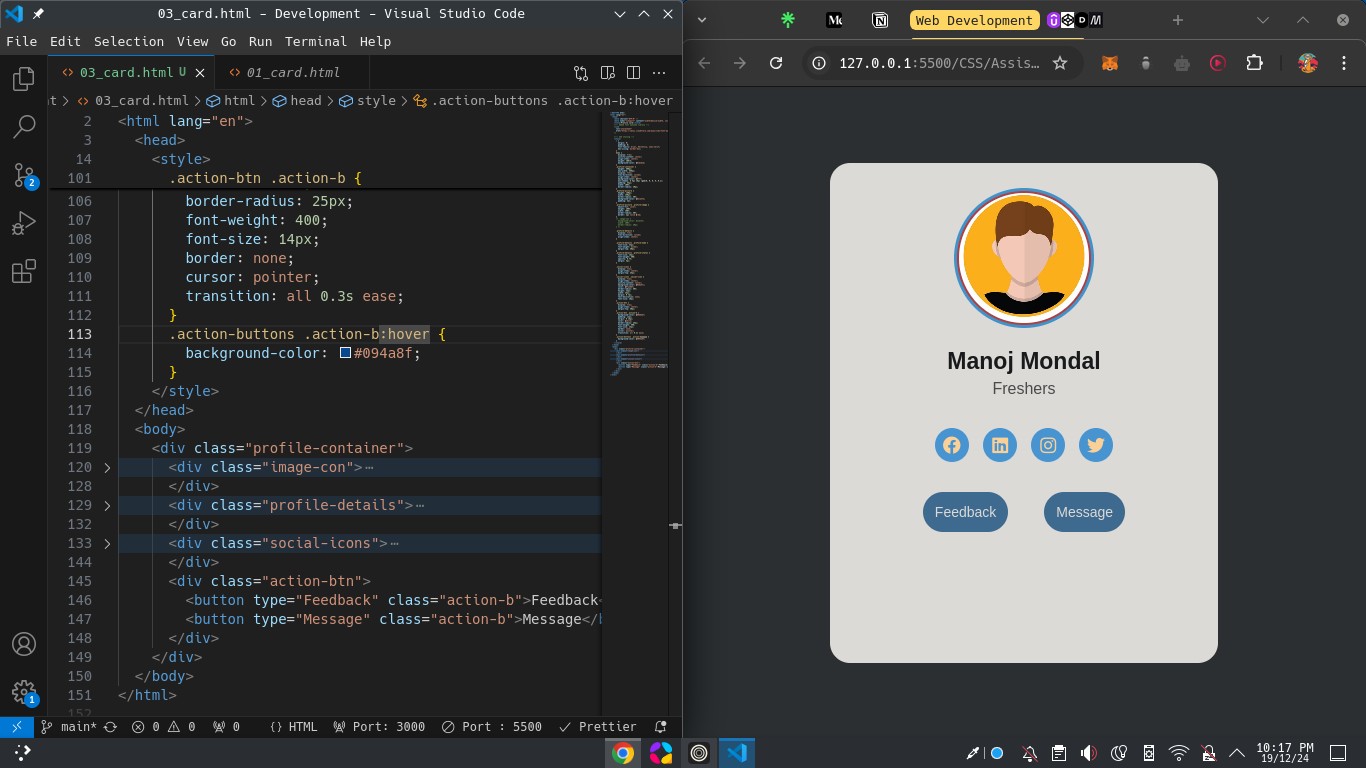 03_card.html - Development - Visual Studio Code
File Edit Selection View Go Run Terminal Help
03_card.html U
01_card.html
t > 03_card.html > html > head > style > .action-buttons .action-b:hover
2 <html lang="en">
3 <head>
14 <style>
101 .action-btn .action-b {
106 border-radius: 25px;
107 font-weight: 400;
108 font-size: 14px;
109 border: none;
110 cursor: pointer;
111 transition: all 0.3s ease;
112 }
113 .action-buttons .action-b:hover {
114 background-color: #094a8f;
115 }
116 </style>
117 </head>
118 <body>
119 <div class="profile-container">
120 <div class="image-con">⋯
128 </div>
129 <div class="profile-details">⋯
132 </div>
133 <div class="social-icons">⋯
144 </div>
145 <div class="action-btn">
146 <button type="Feedback" class="action-b">Feedback<
147 <button type="Message" class="action-b">Message</b
148 </div>
149 </div>
150 </body>
151 </html>
152
2
1
main* 0 0 0 {} HTML Port: 3000 Port : 5500 Prettier
Web Development
127.0.0.1:5500/CSS/Assis...
Manoj Mondal
Freshers
Feedback
Message
10:17 PM
19/12/24